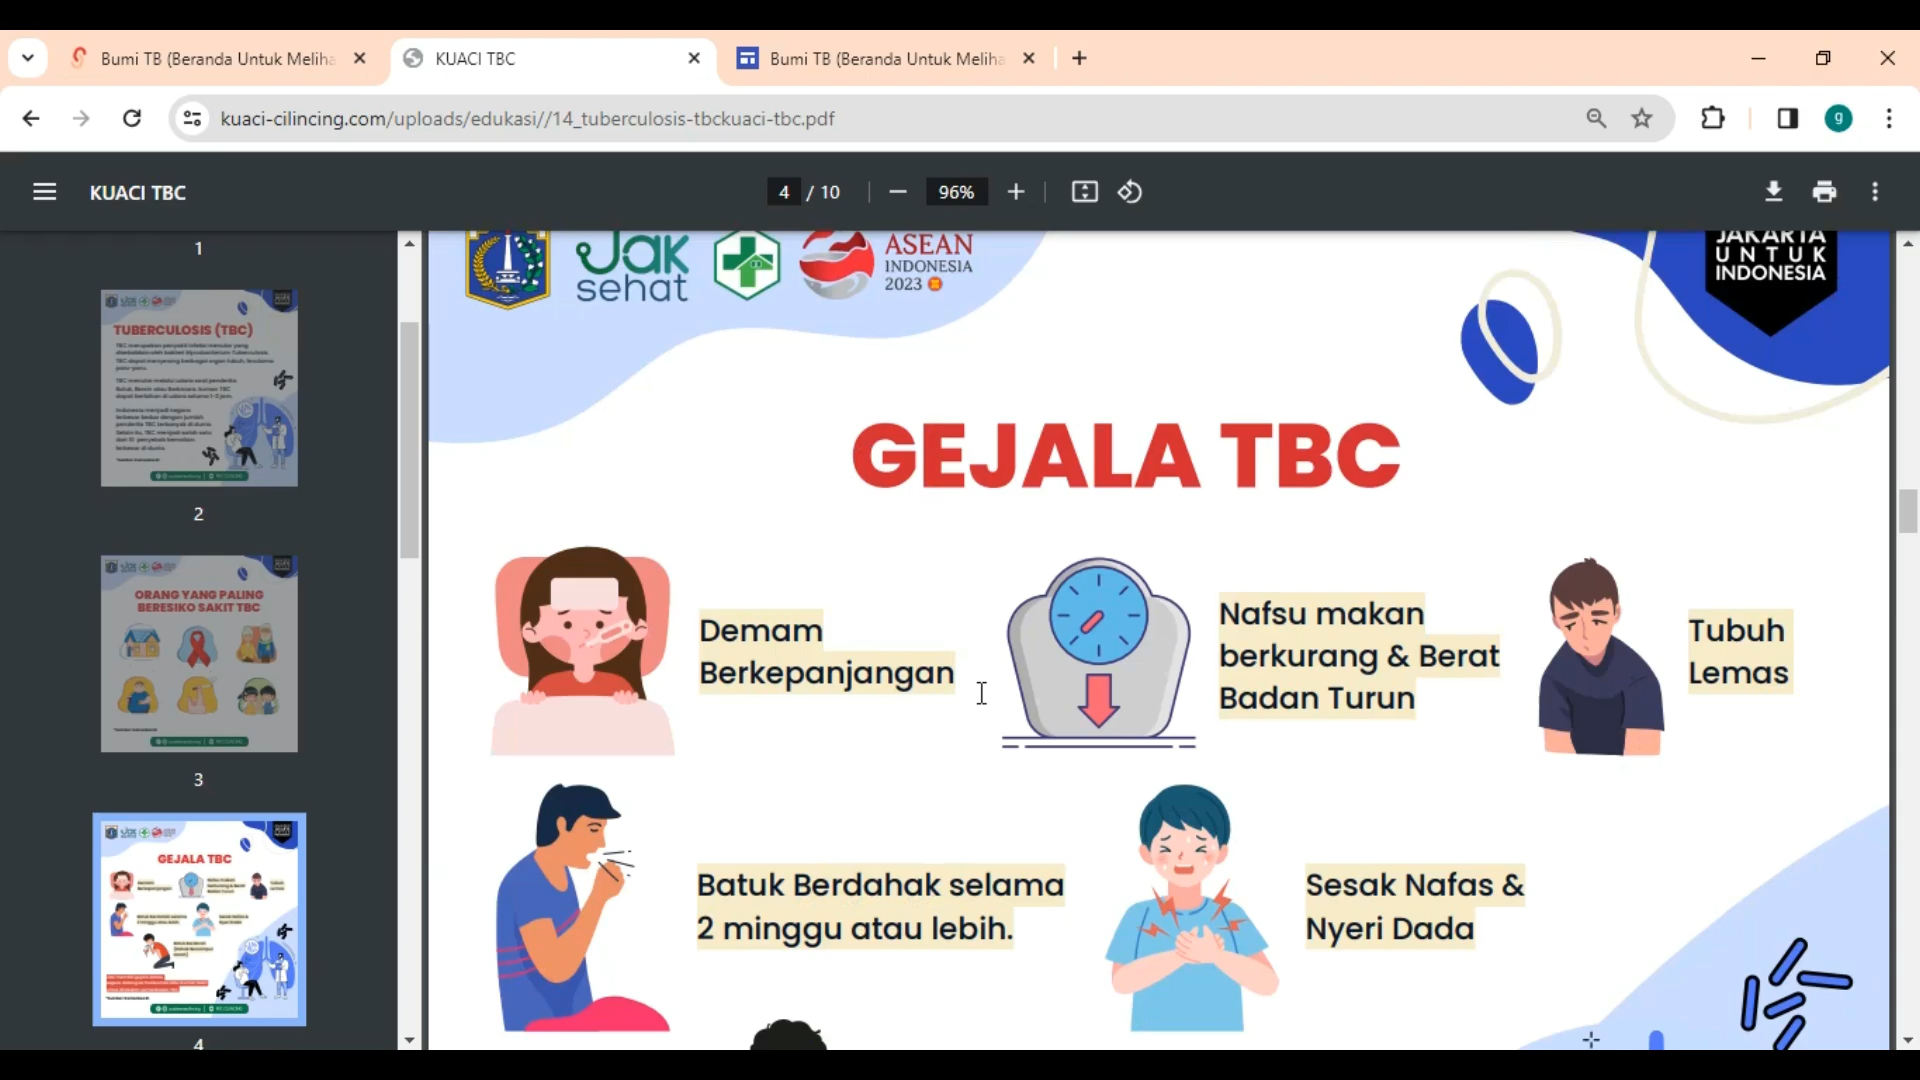 Bumi TB (Beranda Untuk Meliha
KUACI TBC
Bumi TB (Beranda Untuk Meliha
kuaci-cilincing.com/uploads/edukasi//14_tuberculosis-tbckuaci-tbc.pdf
g
KUACI TBC
4 / 10
96%
1
TUBERCULOSIS (TBC)
2
ORANG YANG PALING
BERESIKO SAKIT TBC
3
GEJALA TBC
4
Jak
sehat
ASEAN
INDONESIA
2023
JAKARTA
UNTUK
INDONESIA
GEJALA TBC
Demam
Berkepanjangan
Nafsu makan
berkurang & Berat
Badan Turun
Tubuh
Lemas
Batuk Berdahak selama
2 minggu atau lebih.
Sesak Nafas &
Nyeri Dada